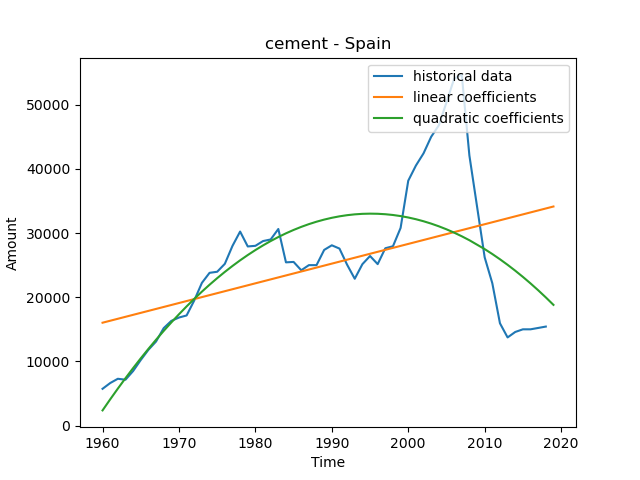 cement - Spain
historical data
linear coefficients
quadratic coefficients
50000
40000
30000
20000
10000
0
Amount
1960 1970 1980 1990 2000 2010 2020
Time